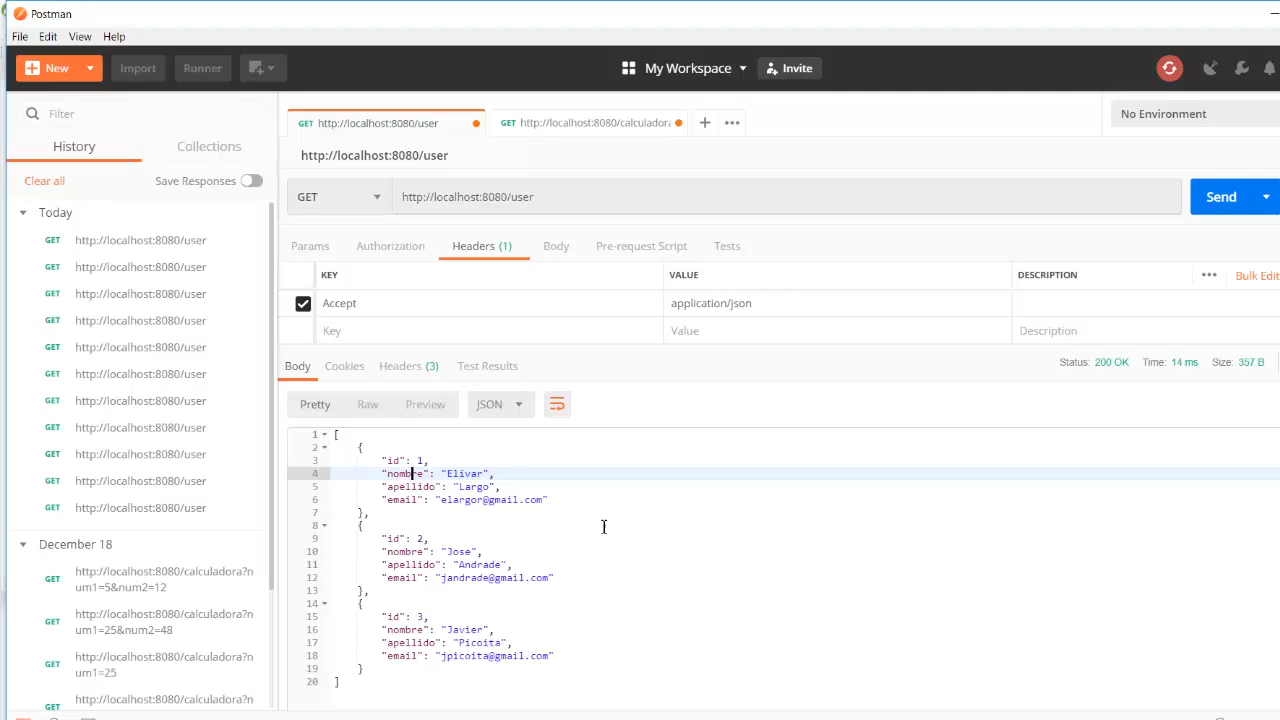 Postman
File Edit View Help
New Import Runner My Workspace Invite
Filter
History Collections
Clear all Save Responses
Today
GET http://localhost:8080/user
GET http://localhost:8080/user
GET http://localhost:8080/user
GET http://localhost:8080/user
GET http://localhost:8080/user
GET http://localhost:8080/user
GET http://localhost:8080/user
GET http://localhost:8080/user
GET http://localhost:8080/user
GET http://localhost:8080/user
GET http://localhost:8080/user
December 18
GET http://localhost:8080/calculadora?n
um1=5&num2=12
GET http://localhost:8080/calculadora?n
um1=25&num2=48
GET http://localhost:8080/calculadora?n
um1=25
GET http://localhost:8080/calculadora?n
GET http://localhost:8080/user GET http://localhost:8080/calculadora + ••• No Environment
http://localhost:8080/user
GET http://localhost:8080/user Send
Params Authorization Headers (1) Body Pre-request Script Tests
KEY VALUE DESCRIPTION ••• Bulk Edit
Accept application/json
Key Value Description
Body Cookies Headers (3) Test Results Status: 200 OK Time: 14 ms Size: 357 B
Pretty Raw Preview JSON
1 [
2 {
3 "id": 1,
4 "nombre": "Elivar",
5 "apellido": "Largo",
6 "email": "elargor@gmail.com"
7 },
8 {
9 "id": 2,
10 "nombre": "Jose",
11 "apellido": "Andrade",
12 "email": "jandrade@gmail.com"
13 },
14 {
15 "id": 3,
16 "nombre": "Javier",
17 "apellido": "Picoita",
18 "email": "jpicoita@gmail.com"
19 }
20 ]